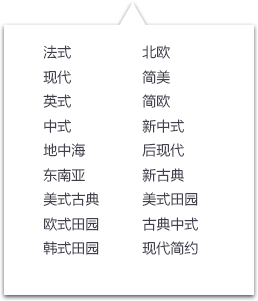 法式 北欧
现代 简美
英式 简欧
中式 新中式
地中海 后现代
东南亚 新古典
美式古典 美式田园
欧式田园 古典中式
韩式田园 现代简约